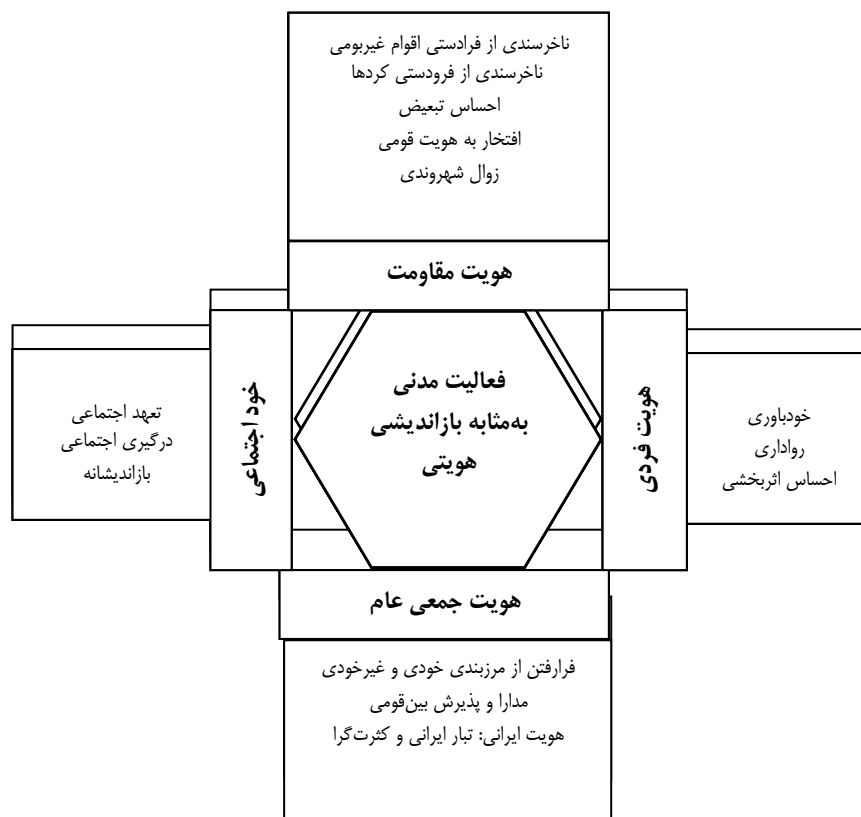 ناخرسندی از فرادستی اقوام غیربومی
ناخرسندی از فرودستی کردها
احساس تبعیض
افتخار به هویت قومی
زوال شهروندی
هویت مقاومت
خودباوری
رواداری
احساس اثربخشی
هویت فردی
فعالیت مدنی
به‌مثابه بازاندیشی
هویتی
خود اجتماعی
تعهد اجتماعی
درگیری اجتماعی
بازاندیشانه
هویت جمعی عام
فرارفتن از مرزبندی خودی و غیرخودی
مدارا و پذیرش بین‌قومی
هویت ایرانی: تبار ایرانی و کثرت‌گرا